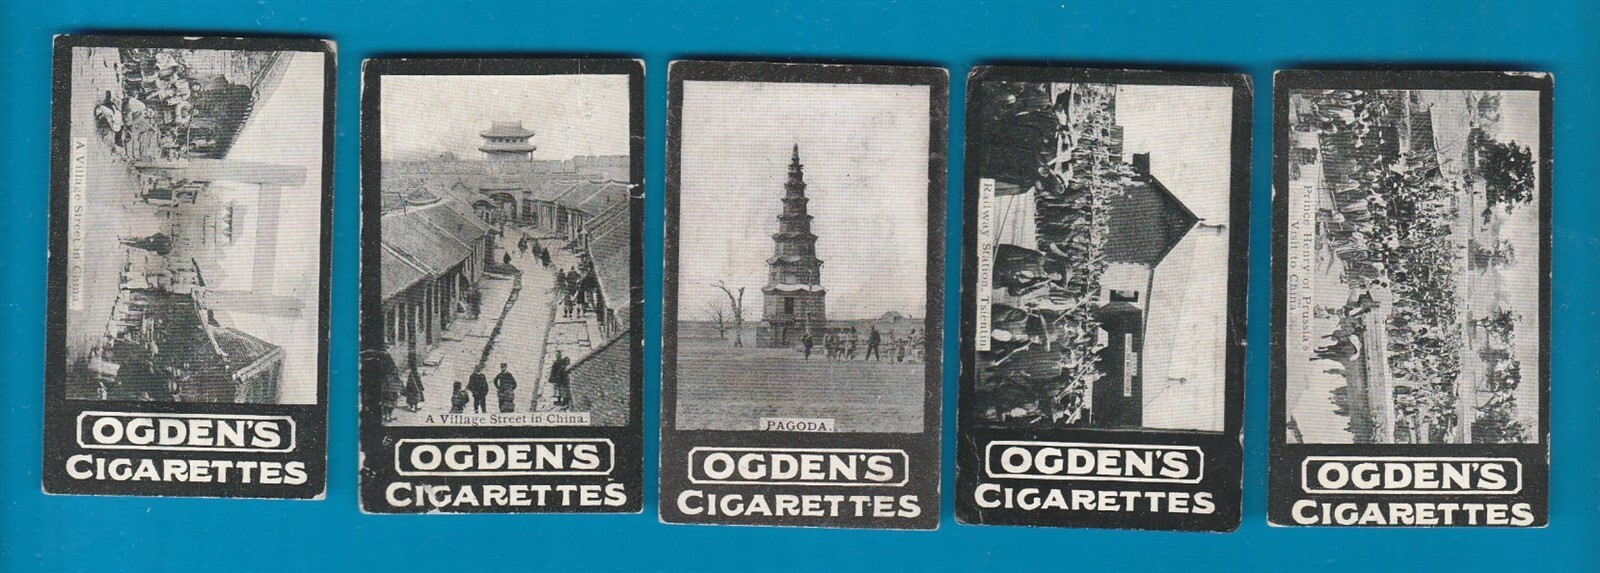 A Village Street in China
OGDEN'S
CIGARETTES
A Village Street in China.
OGDEN'S
CIGARETTES
PAGODA.
OGDEN'S
CIGARETTES
Railway Station, Tsientin.
OGDEN'S
CIGARETTES
Prince Henry of Prussia's
Visit to China
OGDEN'S
CIGARETTES